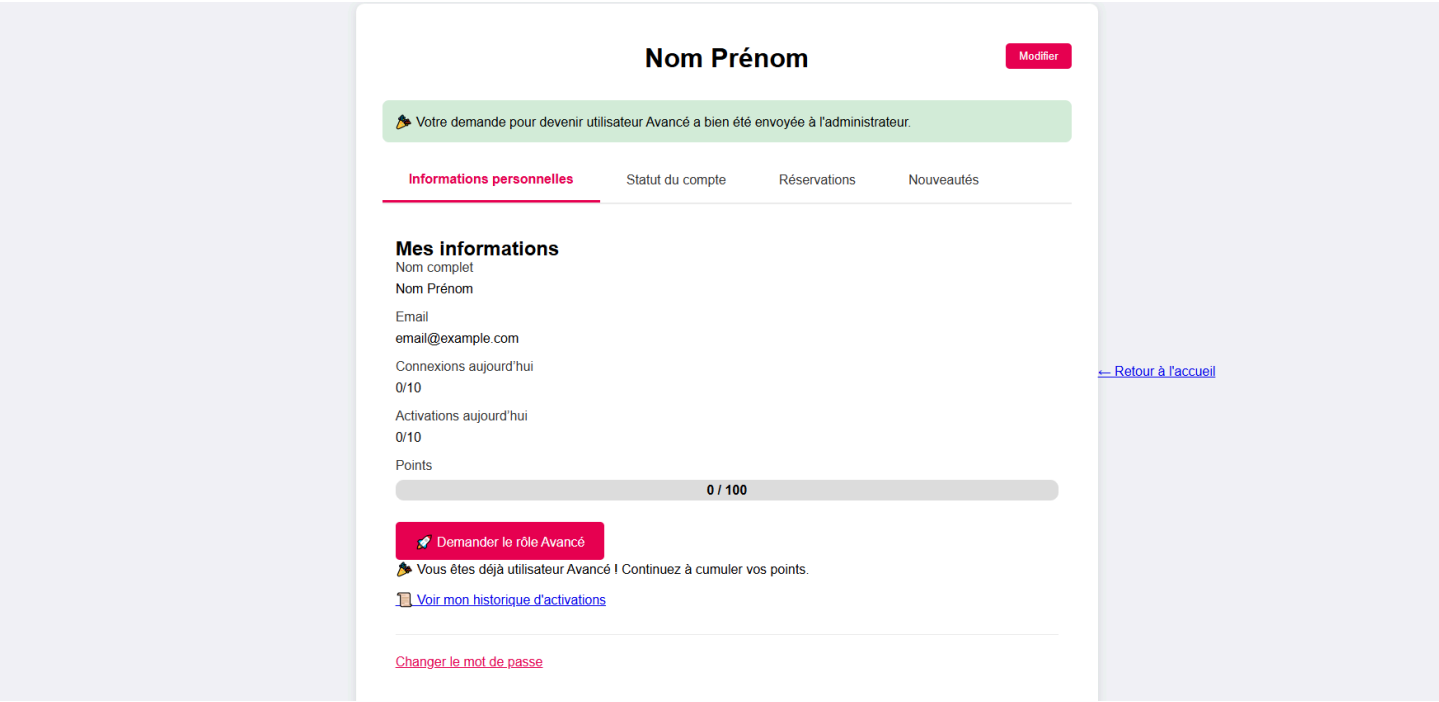 Nom Prénom
Modifier
🎉 Votre demande pour devenir utilisateur Avancé a bien été envoyée à l'administrateur.
Informations personnelles
Statut du compte
Réservations
Nouveautés
Mes informations
Nom complet
Nom Prénom
Email
email@example.com
Connexions aujourd’hui
0/10
← Retour à l'accueil
Activations aujourd’hui
0/10
Points
0 / 100
🚀 Demander le rôle Avancé
🎉 Vous êtes déjà utilisateur Avancé ! Continuez à cumuler vos points.
📜 Voir mon historique d'activations
Changer le mot de passe